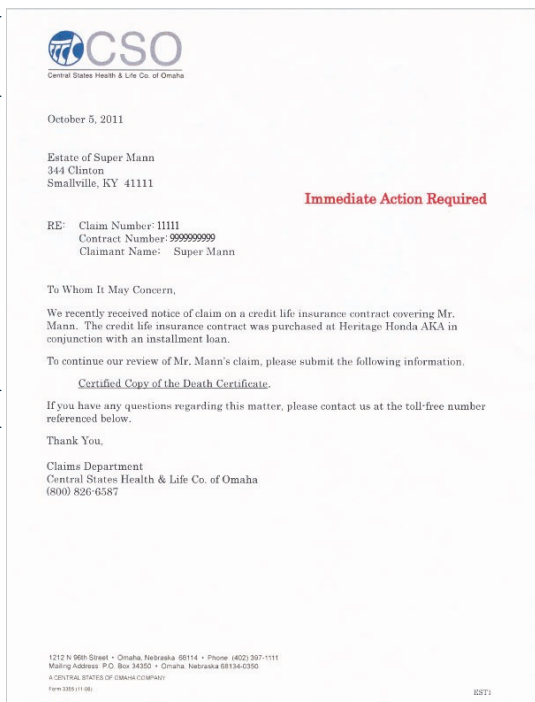 CSO
Central States Health & Life Co. of Omaha
October 5, 2011
Estate of Super Mann
344 Clinton
Smallville, KY 41111
Immediate Action Required
RE: Claim Number: 11111
Contract Number: 9999999999
Claimant Name: Super Mann
To Whom It May Concern,
We recently received notice of claim on a credit life insurance contract covering Mr.
Mann. The credit life insurance contract was purchased at Heritage Honda AKA in
conjunction with an installment loan.
To continue our review of Mr, Mann's claim, please submit the following information.
Certified Copy of the Death Certificate.
If you have any questions regarding this matter, please contact us at the toll-free number
referenced below.
Thank You,
Claims Department
Central States Health & Life Co. of Omaha
(800) 826-6587
1212 N 96th Street • Omaha, Nebraska 68114 • Phone (402) 397-1111
Mailing Address P.O. Box 34350 • Omaha, Nebraska 68134-0350
A CENTRAL STATES OF OMAHA COMPANY
Form 3355 (11-08)
EST1